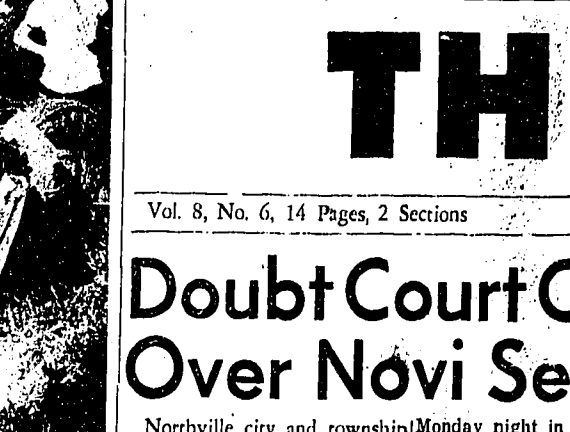 TH
Vol. 8, No. 6, 14 Pages, 2 Sections
Doubt Court
Over Novi Se
Northville city and township Monday night in